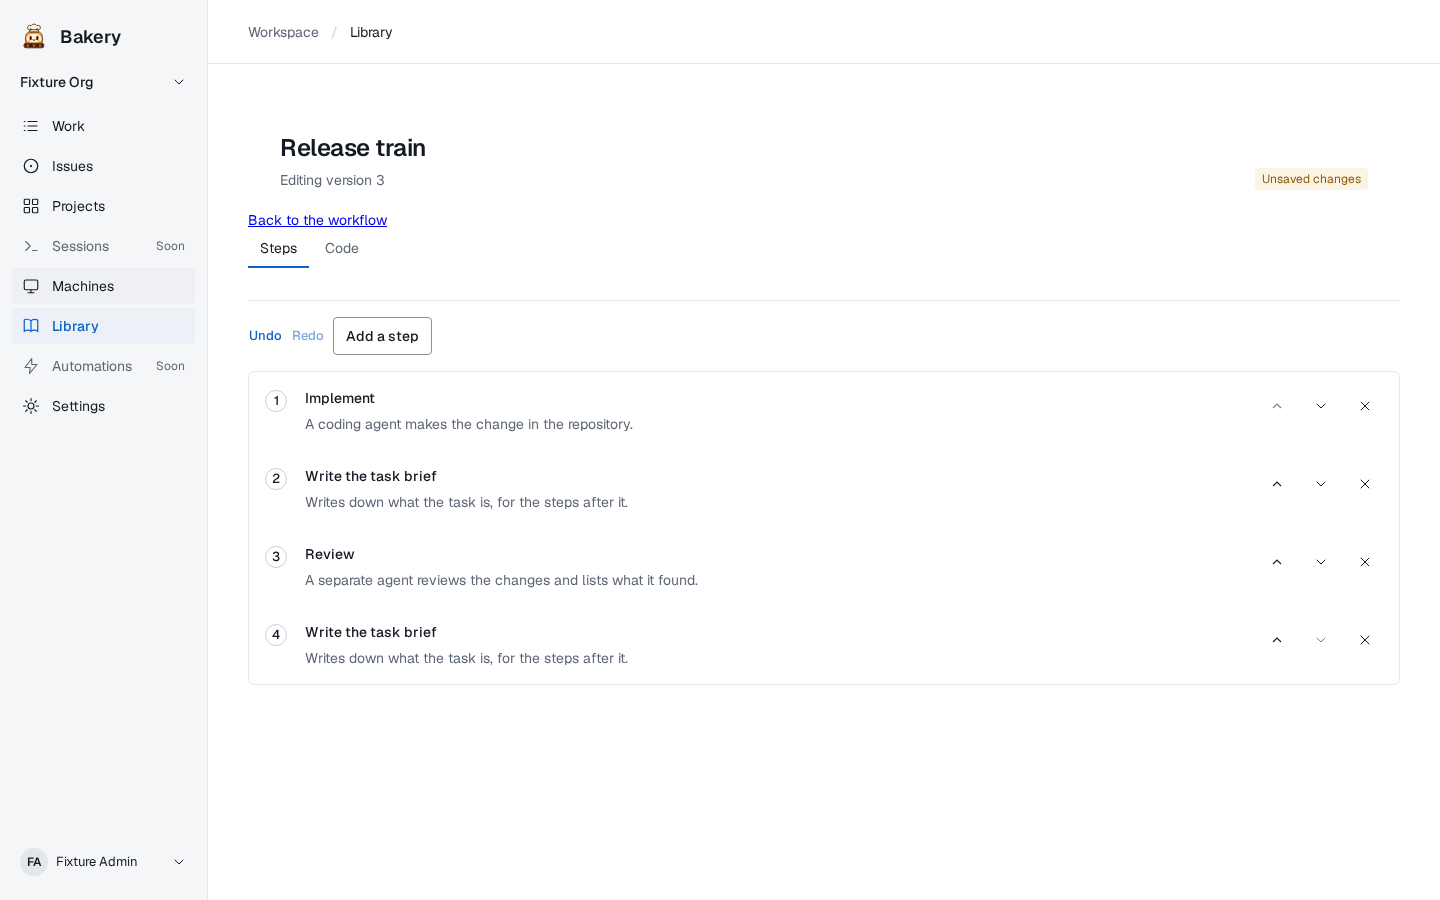 Bakery
Fixture Org
Work
Issues
Projects
Sessions Soon
Machines
Library
Automations Soon
Settings
FA Fixture Admin
Workspace / Library
Release train
Editing version 3
Unsaved changes
Back to the workflow
Steps Code
Undo Redo Add a step
1 Implement
A coding agent makes the change in the repository.
2 Write the task brief
Writes down what the task is, for the steps after it.
3 Review
A separate agent reviews the changes and lists what it found.
4 Write the task brief
Writes down what the task is, for the steps after it.